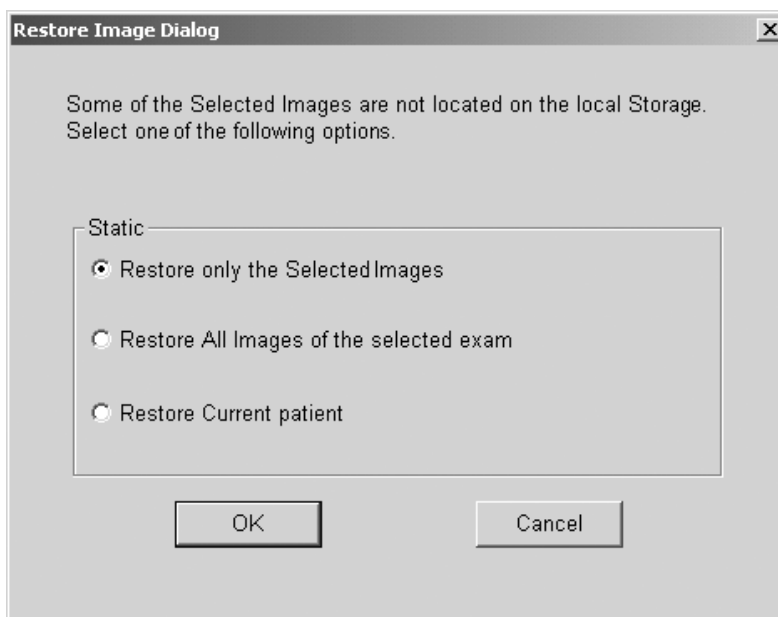 Restore Image Dialog
Some of the Selected Images are not located on the local Storage.
Select one of the following options.
Static
Restore only the Selected Images
Restore All Images of the selected exam
Restore Current patient
OK
Cancel